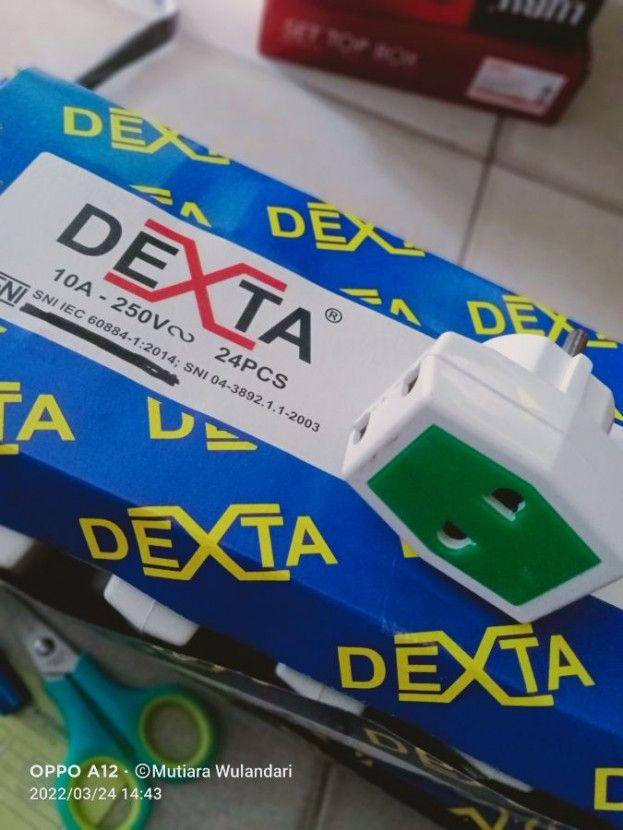 SET TOP BOX
DEXTA
DEXTA
DEXTA ®
10A - 250V
24PCS
SNI
SNI IEC 60884-1:2014; SNI 04-3892.1.1-2003
DEXTA
TA
D
DEXTA
DEXTA
D
OPPO A12 · ©Mutiara Wulandari
2022/03/24 14:43